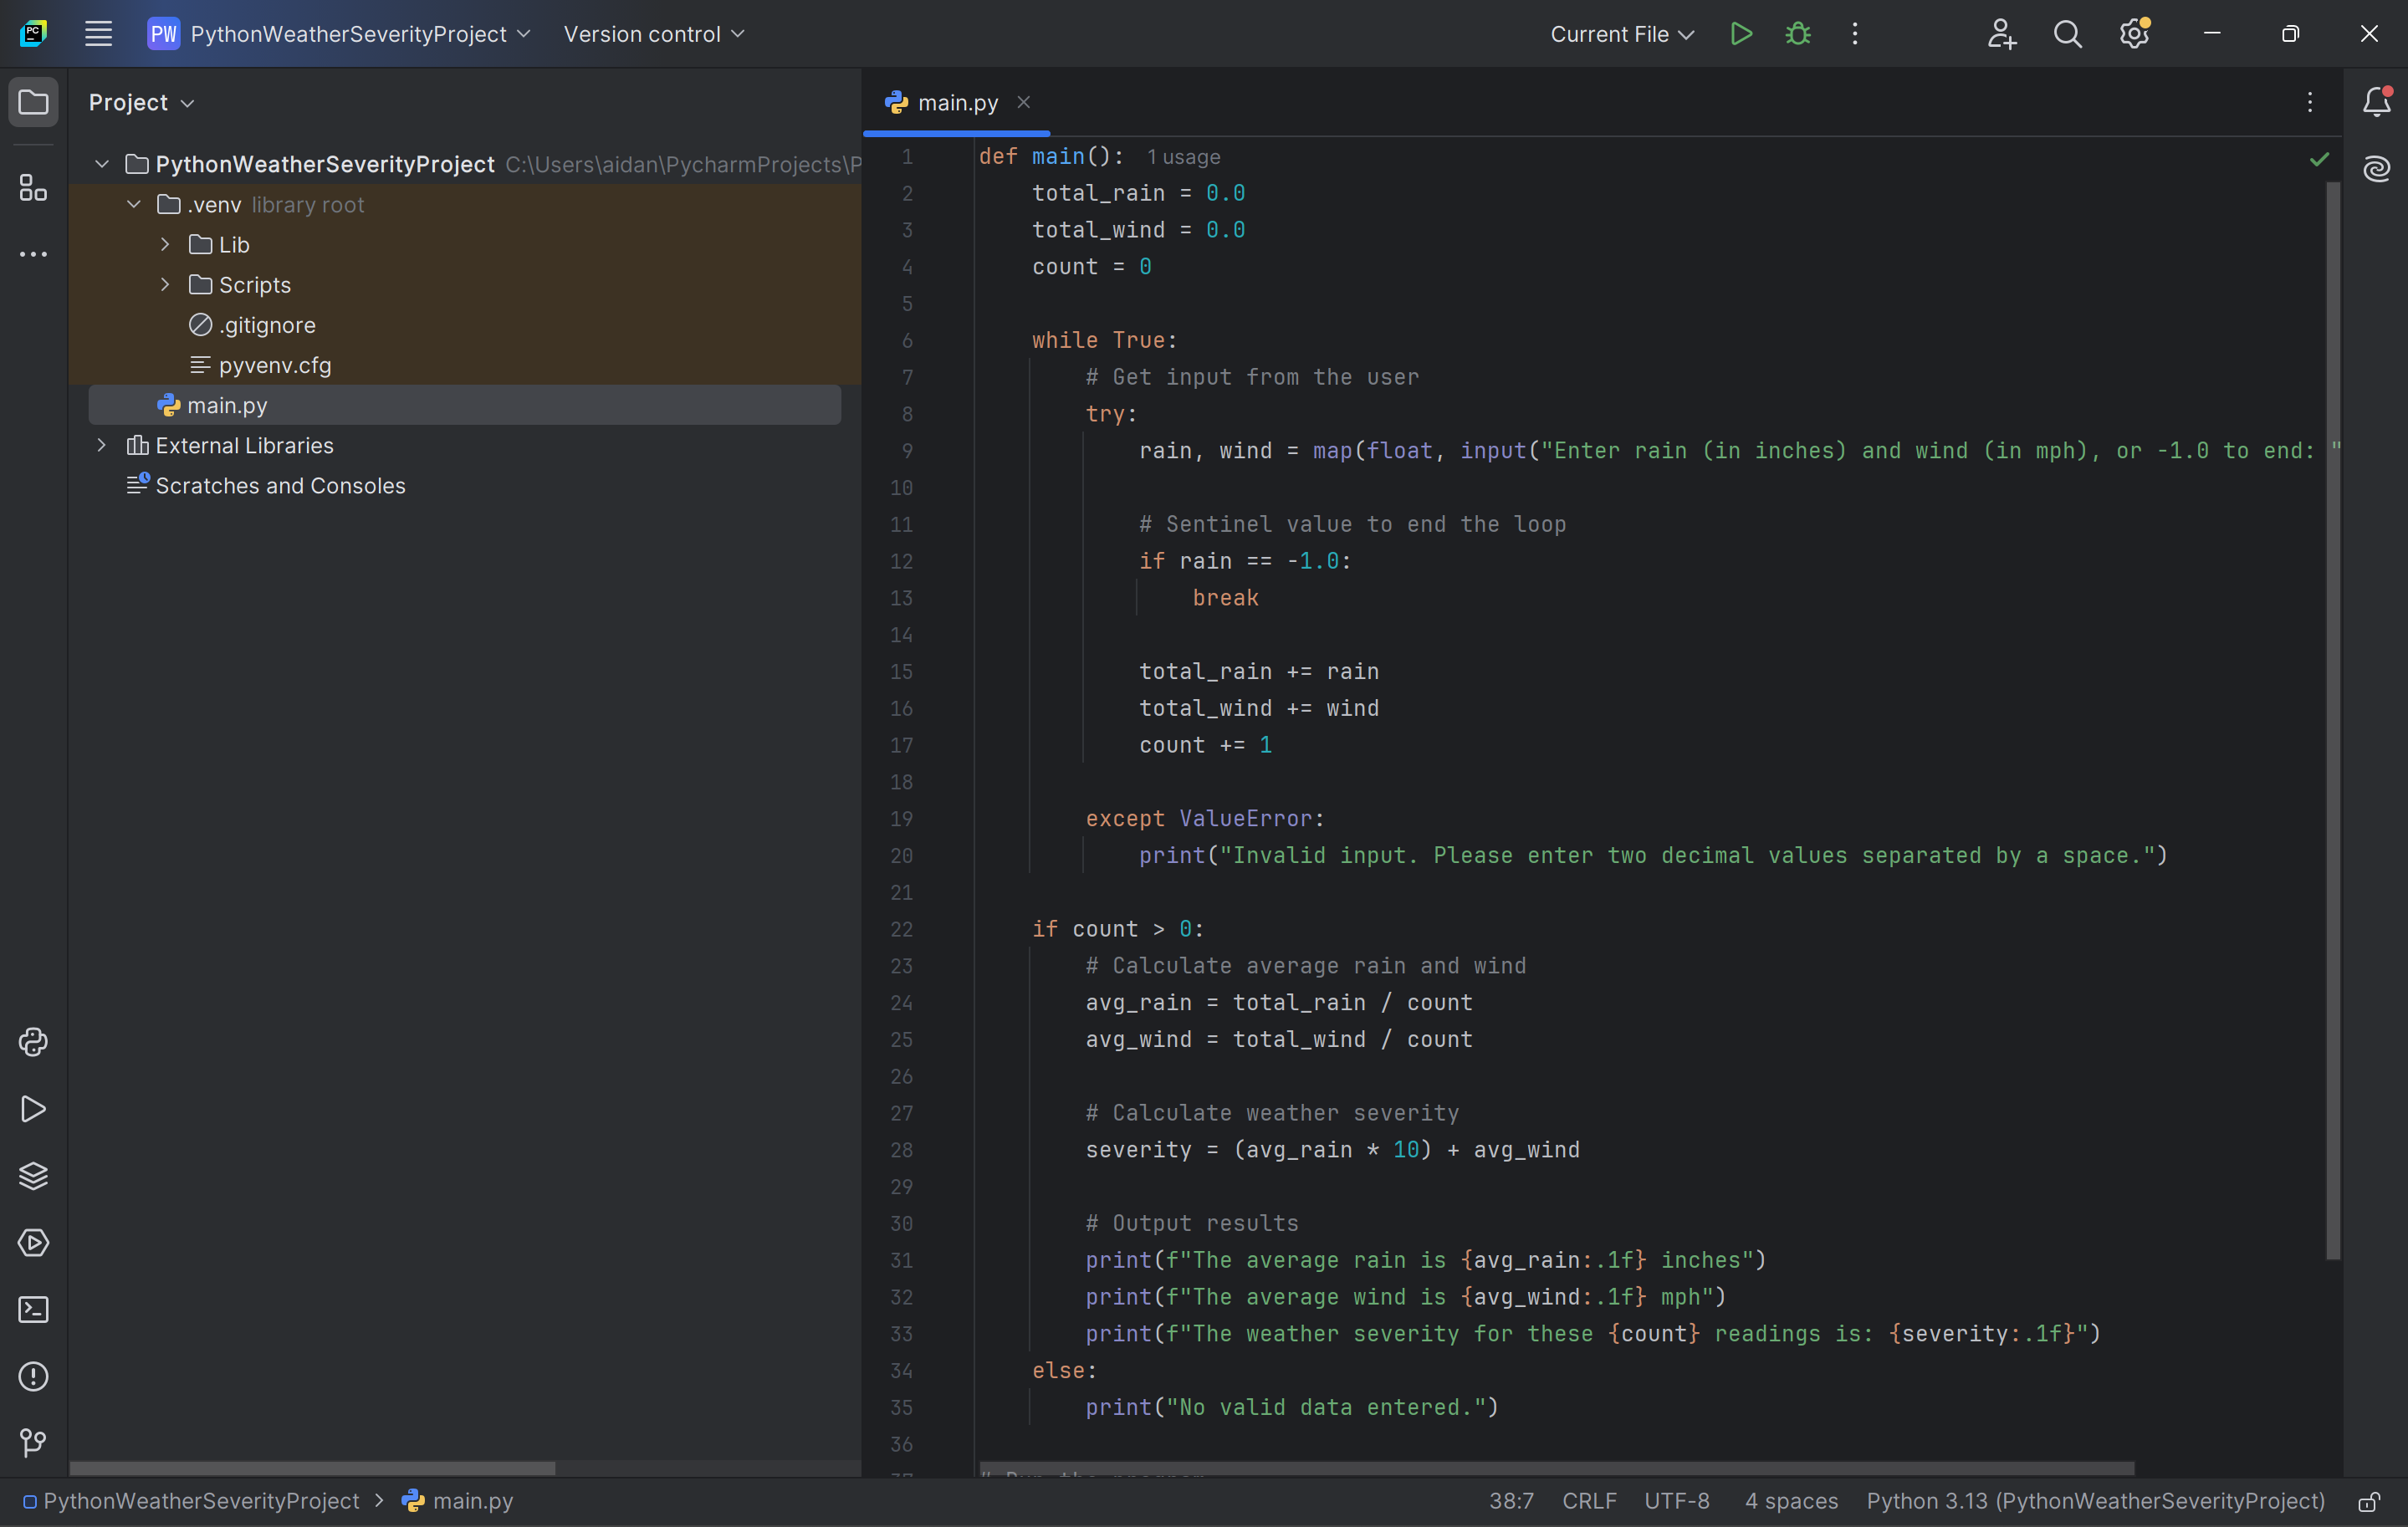 PC
PW PythonWeatherSeverityProject Version control Current File
Project
PythonWeatherSeverityProject C:\Users\aidan\PycharmProjects\P
.venv library root
Lib
Scripts
.gitignore
pyvenv.cfg
main.py
External Libraries
Scratches and Consoles
main.py
1 def main(): 1 usage
2 total_rain = 0.0
3 total_wind = 0.0
4 count = 0
5
6 while True:
7 # Get input from the user
8 try:
9 rain, wind = map(float, input("Enter rain (in inches) and wind (in mph), or -1.0 to end: "
10
11 # Sentinel value to end the loop
12 if rain == -1.0:
13 break
14
15 total_rain += rain
16 total_wind += wind
17 count += 1
18
19 except ValueError:
20 print("Invalid input. Please enter two decimal values separated by a space.")
21
22 if count > 0:
23 # Calculate average rain and wind
24 avg_rain = total_rain / count
25 avg_wind = total_wind / count
26
27 # Calculate weather severity
28 severity = (avg_rain * 10) + avg_wind
29
30 # Output results
31 print(f"The average rain is {avg_rain:.1f} inches")
32 print(f"The average wind is {avg_wind:.1f} mph")
33 print(f"The weather severity for these {count} readings is: {severity:.1f}")
34 else:
35 print("No valid data entered.")
36
PythonWeatherSeverityProject > main.py 38:7 CRLF UTF-8 4 spaces Python 3.13 (PythonWeatherSeverityProject)